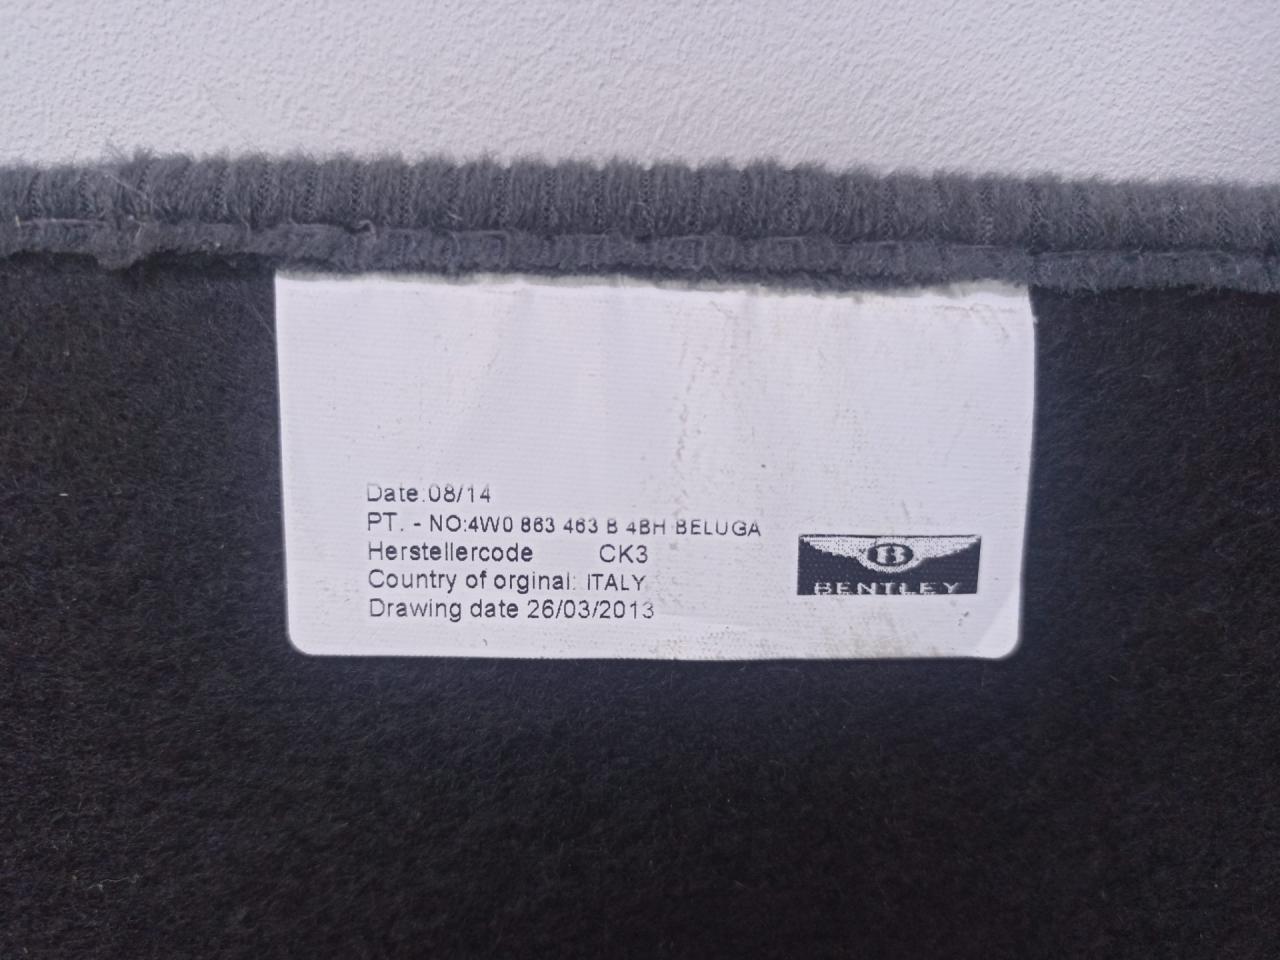 Date:08/14
PT. - NO:4W0 863 463 B 4BH BELUGA
Herstellercode CK3
Country of orginal: ITALY
Drawing date 26/03/2013
B
BENTLEY